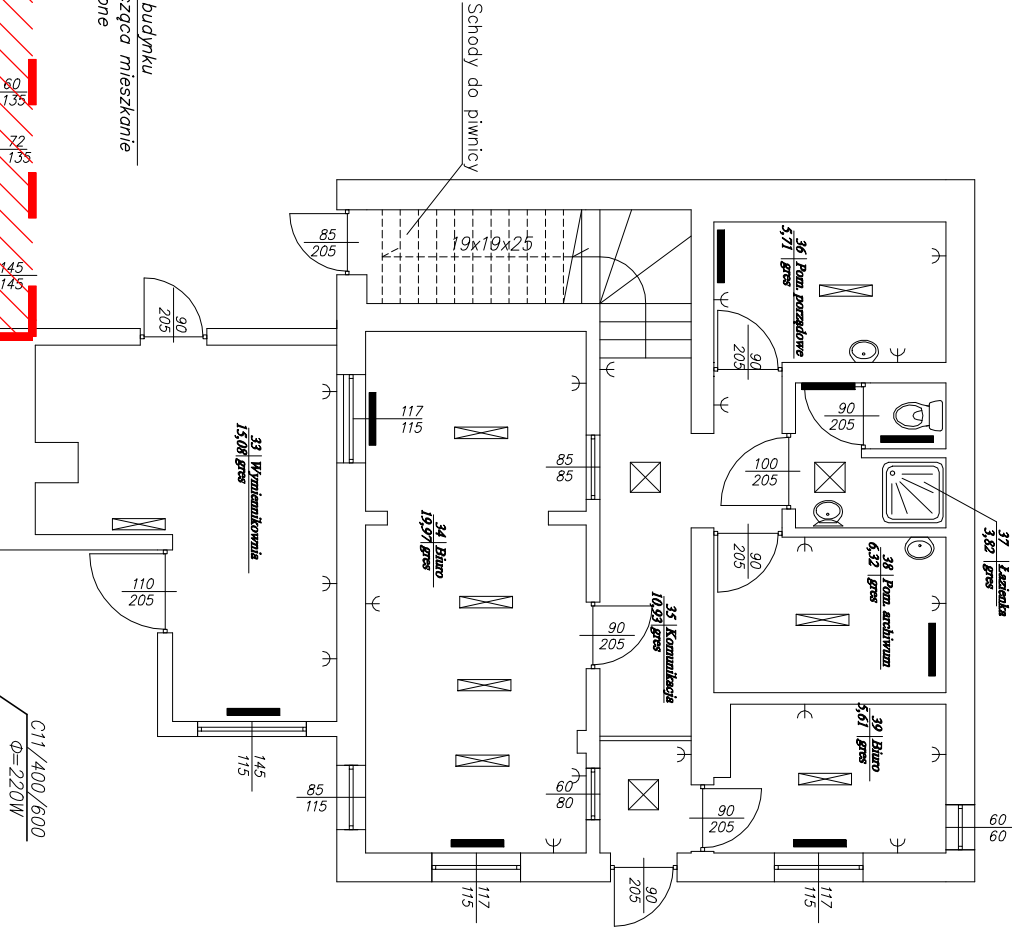 budynku
ząca mieszkanie
one
Schody do piwnicy
60
135
72
135
145
145
85
205
19x19x25
90
205
117
115
85
85
33 Wymiennikownia
15,08 gres
34 Biuro
19,97 gres
35 Komunikacja
10,93 gres
36 Pom. porządowe
5,71 gres
37 Łazienka
3,82 gres
38 Pom. archiwum
6,32 gres
39 Biuro
5,61 gres
90
205
90
205
100
205
90
205
110
205
90
205
145
115
85
115
60
80
90
205
60
60
117
115
90
205
117
115
C11/400/600
Φ=220W